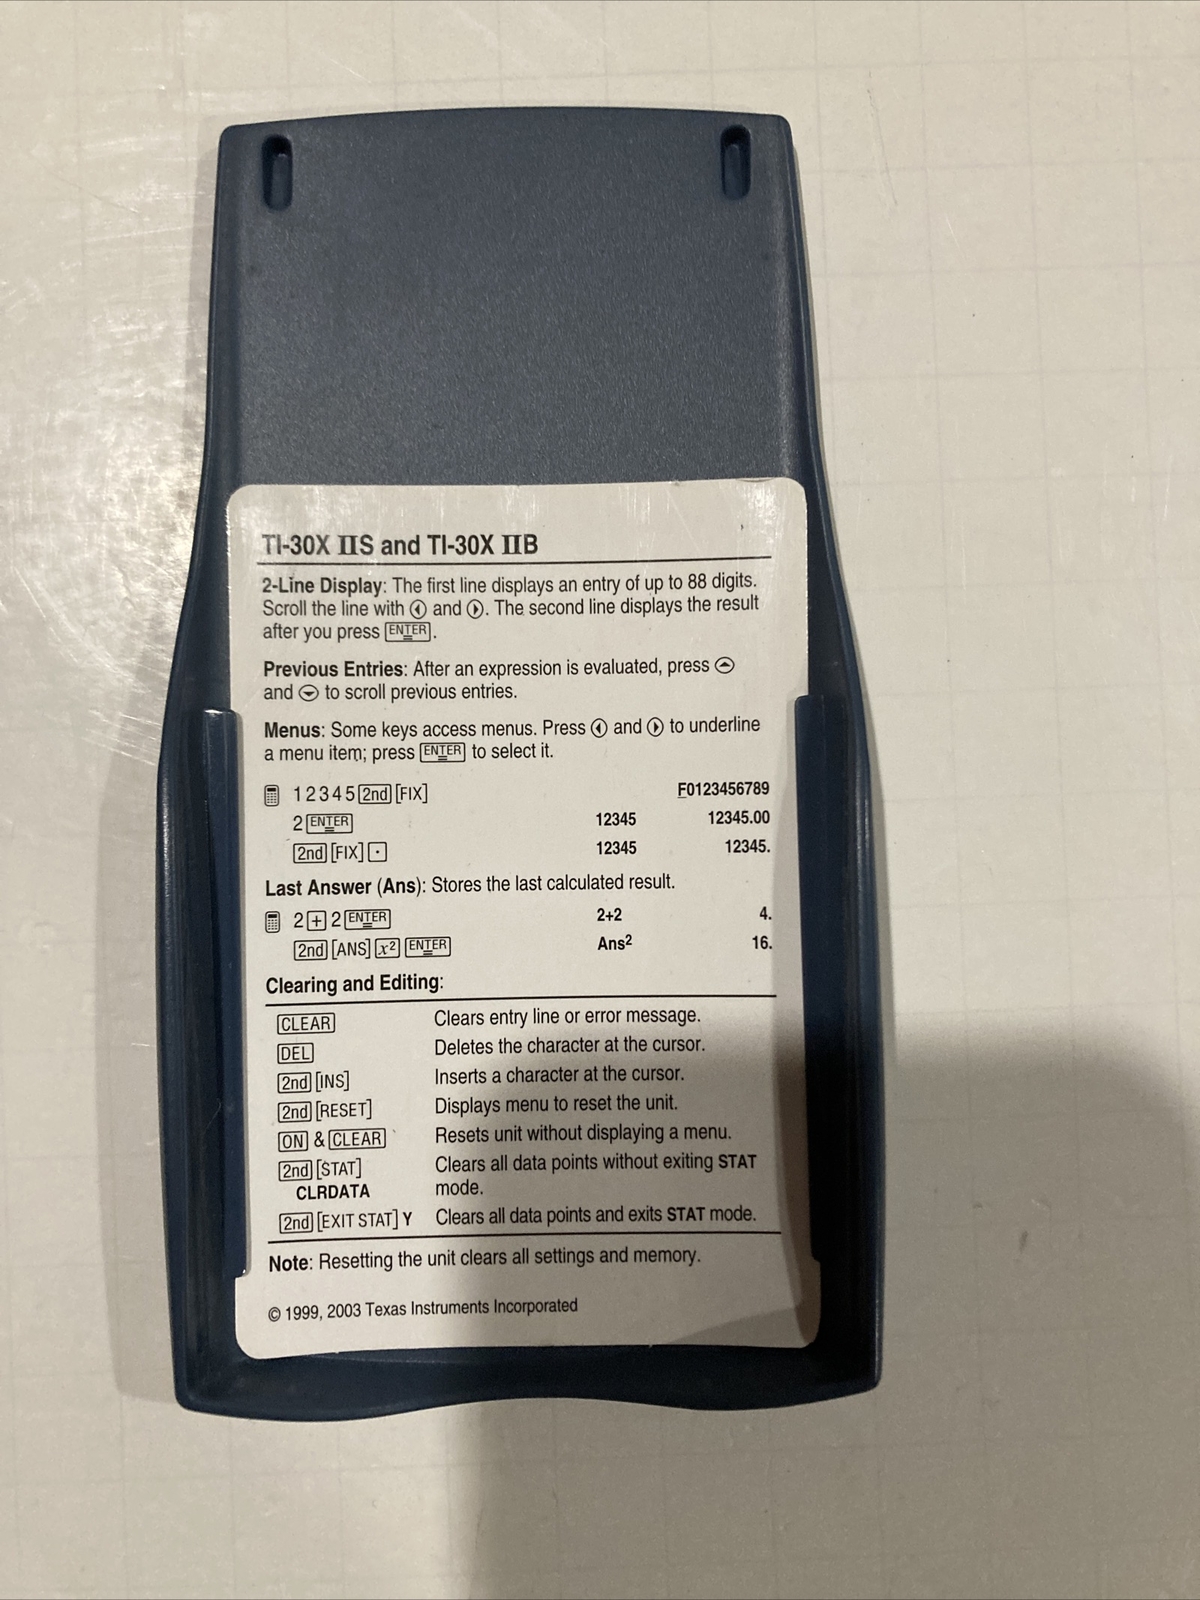 TI-30X IIS and TI-30X IIB
2-Line Display: The first line displays an entry of up to 88 digits.
Scroll the line with ◀ and ▶. The second line displays the result
after you press ENTER =.
Previous Entries: After an expression is evaluated, press ▲
and ▼ to scroll previous entries.
Menus: Some keys access menus. Press ◀ and ▶ to underline
a menu item; press ENTER = to select it.
1 2 3 4 5 2nd [FIX] F0123456789
2 ENTER = 12345 12345.00
2nd [FIX] · 12345 12345.
Last Answer (Ans): Stores the last calculated result.
2 + 2 ENTER = 2+2 4.
2nd [ANS] x² ENTER = Ans² 16.
Clearing and Editing:
CLEAR Clears entry line or error message.
DEL Deletes the character at the cursor.
2nd [INS] Inserts a character at the cursor.
2nd [RESET] Displays menu to reset the unit.
ON & CLEAR Resets unit without displaying a menu.
2nd [STAT] Clears all data points without exiting STAT
CLRDATA mode.
2nd [EXIT STAT] Y Clears all data points and exits STAT mode.
Note: Resetting the unit clears all settings and memory.
© 1999, 2003 Texas Instruments Incorporated